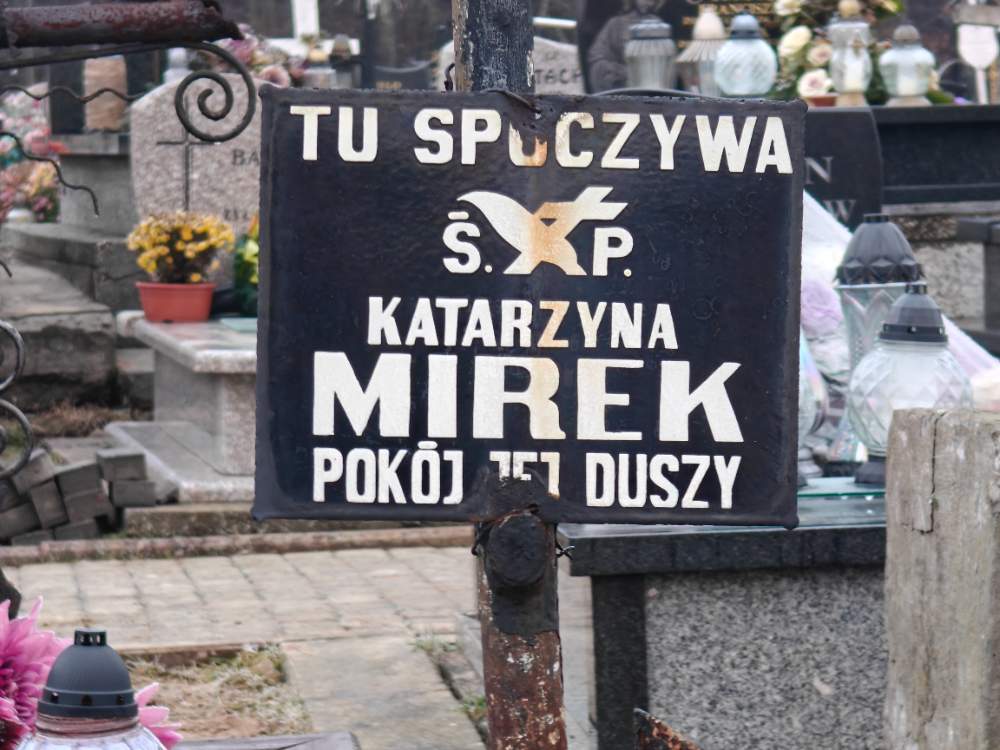 TU SPOCZYWA
Ś. P.
KATARZYNA
MIREK
POKÓJ JEJ DUSZY